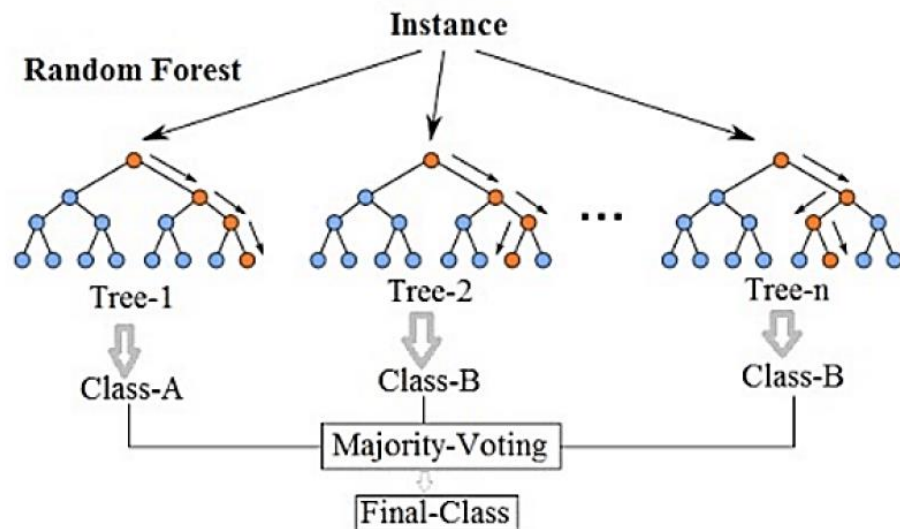 Instance
Random Forest
...
Tree-1
Tree-2
Tree-n
Class-A
Class-B
Class-B
Majority-Voting
Final-Class